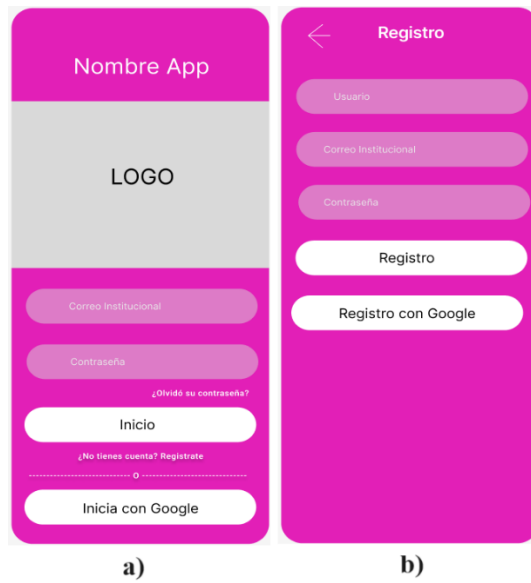 Nombre App
LOGO
Correo Institucional
Contraseña
¿Olvidó su contraseña?
Inicio
¿No tienes cuenta? Registrate
O
Inicia con Google
a)
Registro
Usuario
Correo Institucional
Contraseña
Registro
Registro con Google
b)